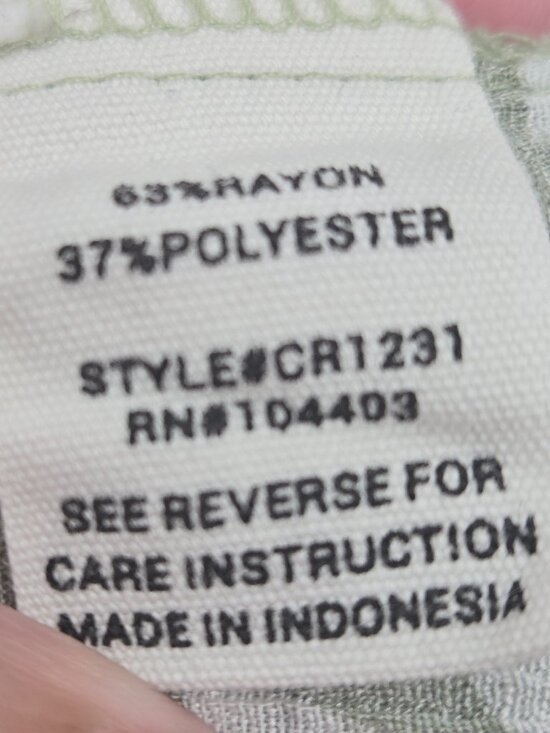 63%RAYON
37%POLYESTER
STYLE#CR1231
RN#104403
SEE REVERSE FOR
CARE INSTRUCTION
MADE IN INDONESIA